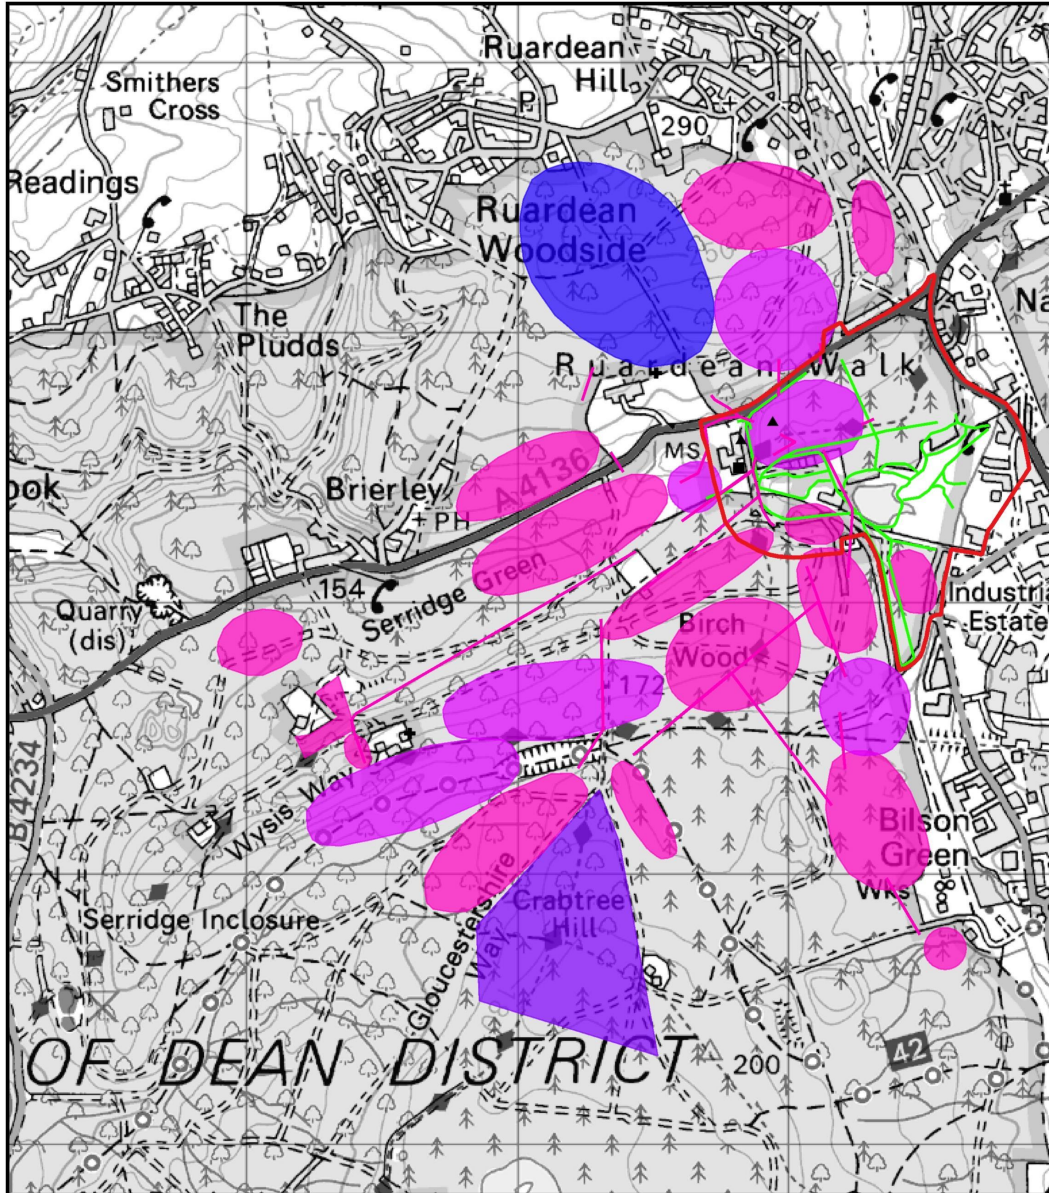 Ruardean
Hill
P
Smithers
Cross
290
Readings
Ruardean
Woodside
The
Pludds
Na
Ruardean Walk
MS
ook
Brierley
A 4136
PH
154
Serridge Green
Quarry
(dis)
Industria
Estate
Birch
Wood
172
B4234
Wysis Way
Bilson
Green
Wks
Gloucestershire
Way
Crabtree
Hill
Serridge Inclosure
42
OF DEAN DISTRICT
200